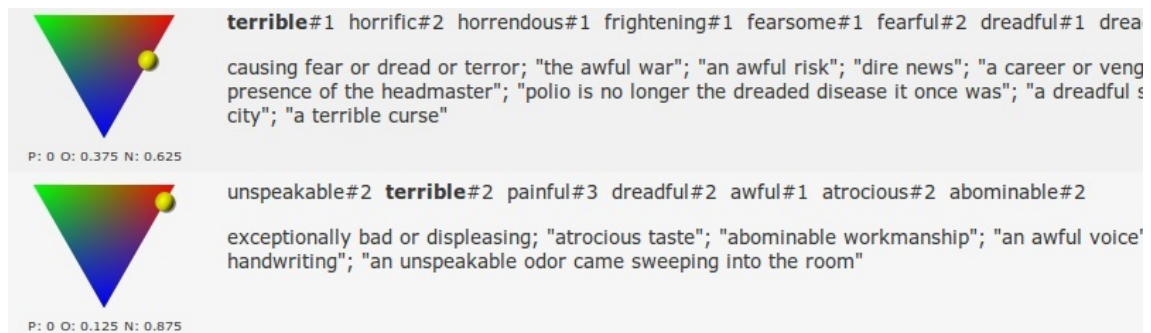 terrible#1 horrific#2 horrendous#1 frightening#1 fearsome#1 fearful#2 dreadful#1
causing fear or dread or terror; "the awful war"; "an awful risk"; "dire news"; "a career or
presence of the headmaster"; "polio is no longer the dreaded disease it once was"; "a dreadful
city"; "a terrible curse"
P: 0 O: 0.375 N: 0.625
unspeakable#2 terrible#2 painful#3 dreadful#2 awful#1 atrocious#2 abominable#2
exceptionally bad or displeasing; "atrocious taste"; "abominable workmanship"; "an awful voice"
handwriting"; "an unspeakable odor came sweeping into the room"
P: 0 O: 0.125 N: 0.875